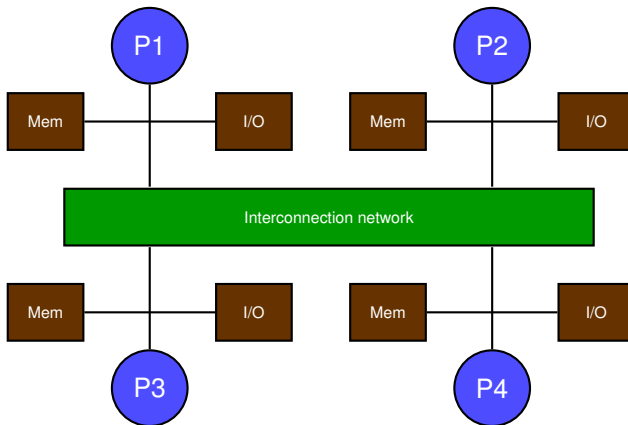 P1
P2
Mem
I/O
Mem
I/O
Interconnection network
Mem
I/O
Mem
I/O
P3
P4